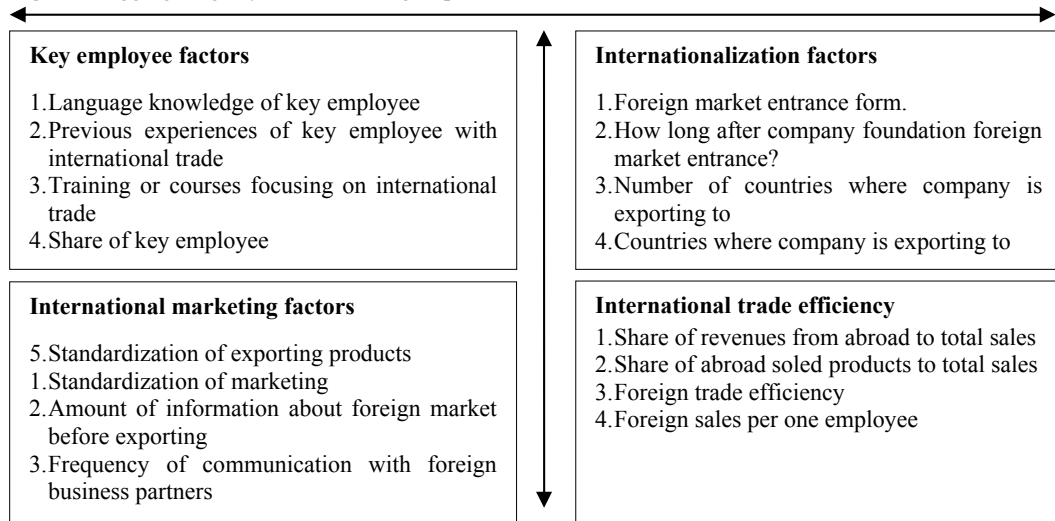 Key employee factors
1.Language knowledge of key employee
2.Previous experiences of key employee with
international trade
3.Training or courses focusing on international
trade
4.Share of key employee
Internationalization factors
1.Foreign market entrance form.
2.How long after company foundation foreign
market entrance?
3.Number of countries where company is
exporting to
4.Countries where company is exporting to
International marketing factors
5.Standardization of exporting products
1.Standardization of marketing
2.Amount of information about foreign market
before exporting
3.Frequency of communication with foreign
business partners
International trade efficiency
1.Share of revenues from abroad to total sales
2.Share of abroad soled products to total sales
3.Foreign trade efficiency
4.Foreign sales per one employee